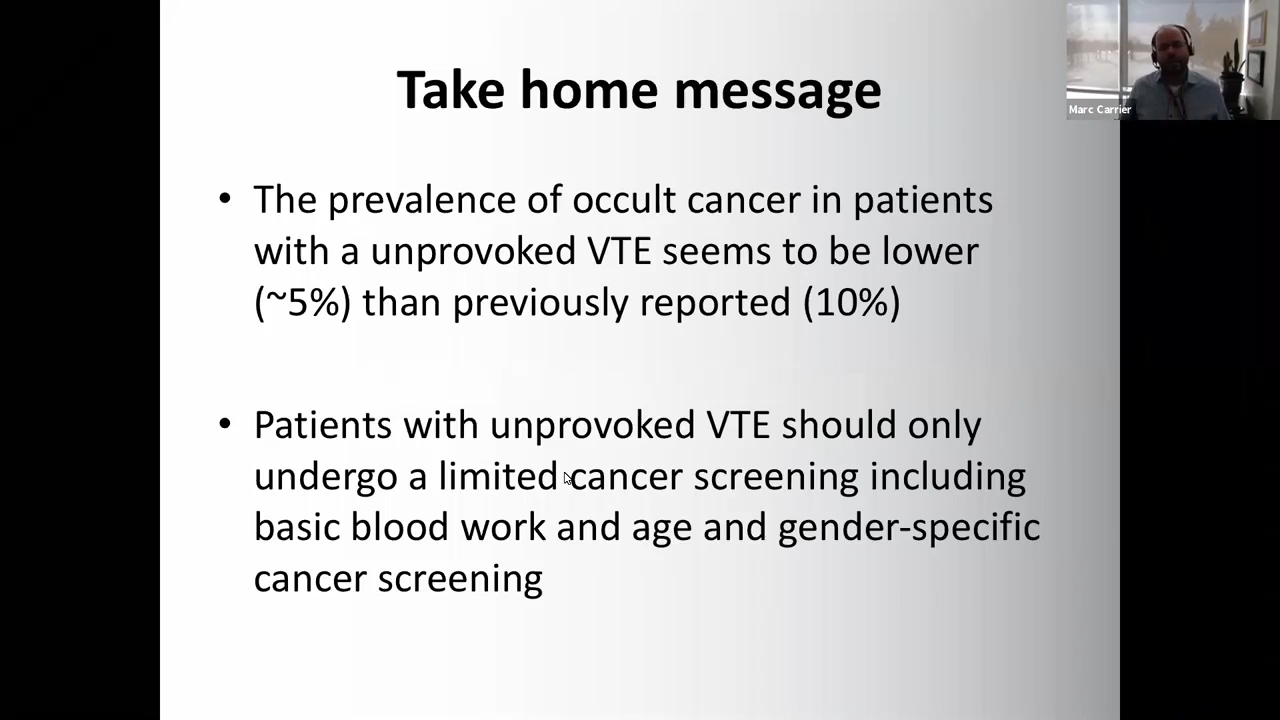 Take home message
Marc Carrier
• The prevalence of occult cancer in patients
with a unprovoked VTE seems to be lower
(~5%) than previously reported (10%)
• Patients with unprovoked VTE should only
undergo a limited cancer screening including
basic blood work and age and gender-specific
cancer screening